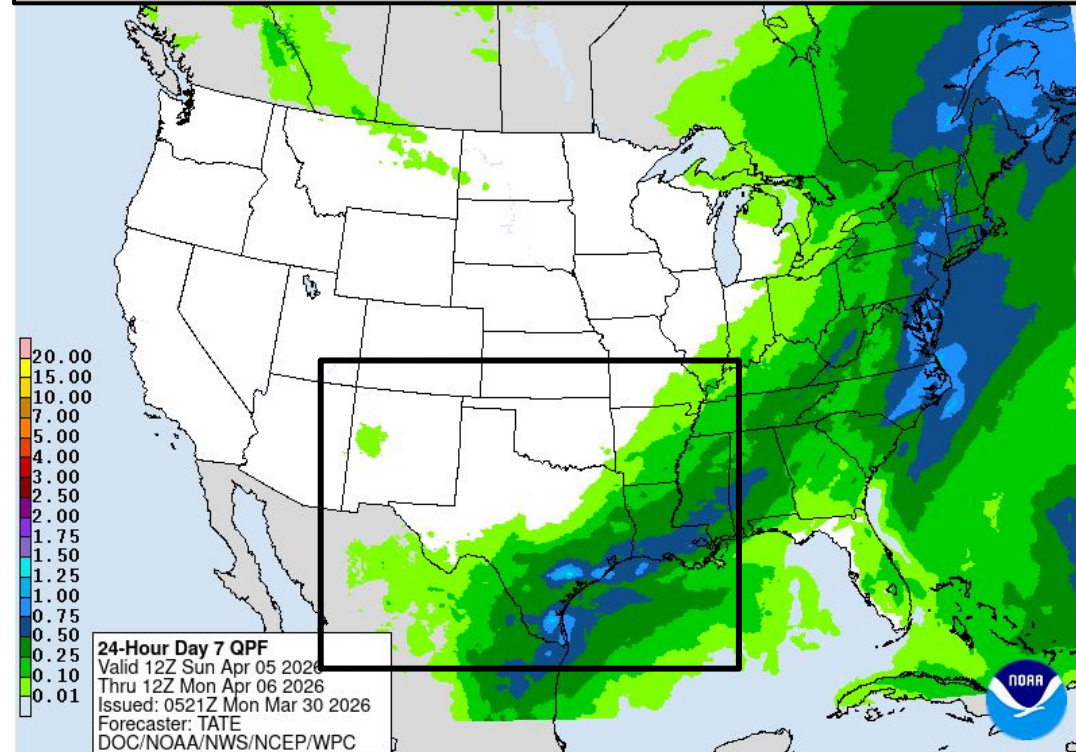 20.00
15.00
10.00
7.00
5.00
4.00
3.00
2.50
2.00
1.75
1.50
1.25
1.00
0.75
0.50
0.25
0.10
0.01
24-Hour Day 7 QPF
Valid 12Z Sun Apr 05 2026
Thru 12Z Mon Apr 06 2026
Issued: 0521Z Mon Mar 30 2026
Forecaster: TATE
DOC/NOAA/NWS/NCEP/WPC
NOAA